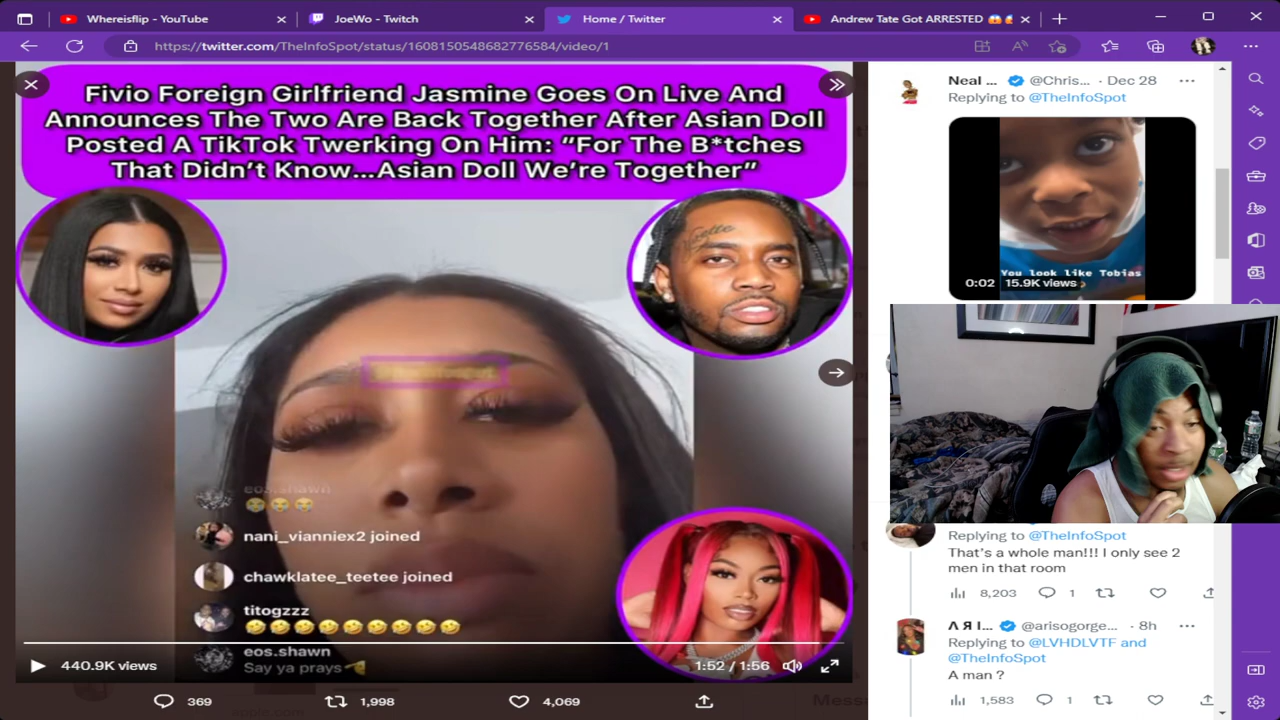 Whereisflip - YouTube
JoeWo - Twitch
Home / Twitter
Andrew Tate Got ARRESTED
https://twitter.com/TheInfoSpot/status/1608150548682776584/video/1
Fivio Foreign Girlfriend Jasmine Goes On Live And
Announces The Two Are Back Together After Asian Doll
Posted A TikTok Twerking On Him: “For The B*tches
That Didn’t Know...Asian Doll We’re Together”
eos.shawn
😭😭😭
nani_vianniex2 joined
chawklatee_teetee joined
titogzzz
🤣🤣🤣🤣🤣🤣🤣🤣🤣
eos.shawn
Say ya prays
440.9K views
1:52 / 1:56
369
1,998
4,069
Neal ... @Chris... · Dec 28
Replying to @TheInfoSpot
You look like Tobias
0:02 15.9K views
Replying to @TheInfoSpot
That's a whole man!!! I only see 2
men in that room
8,203
1
Λ Я I... @arisogorge... · 8h
Replying to @LVHDLVTF and
@TheInfoSpot
A man ?
1,583
1